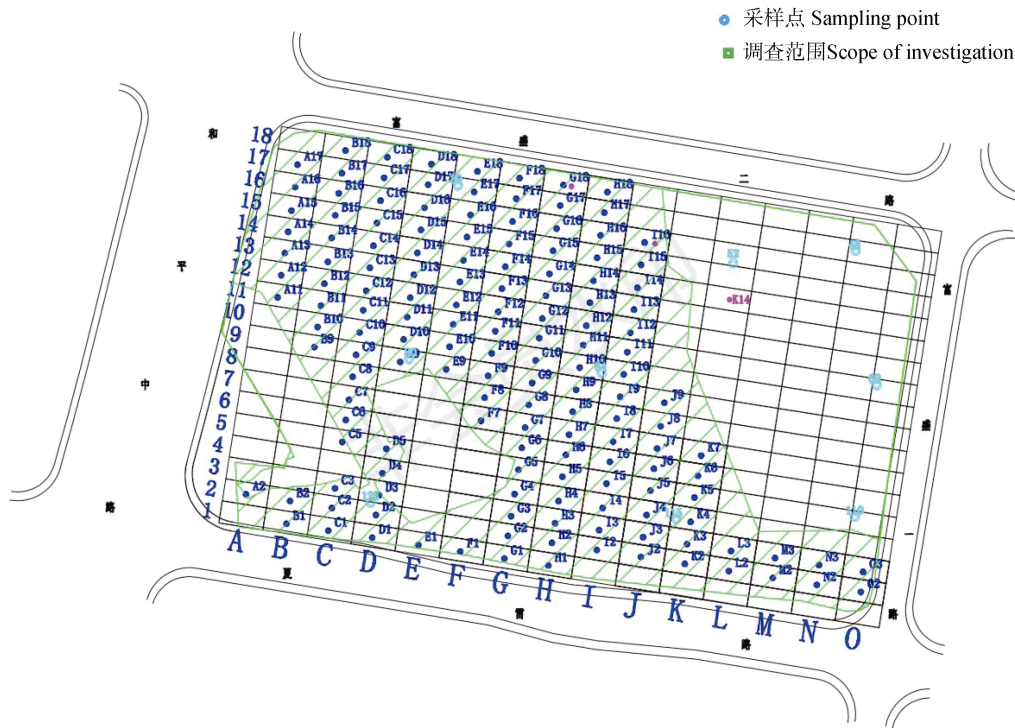 采样点 Sampling point
调查范围Scope of investigation
富盛二路
和平中路
富盛一路
夏雷路
18
17
16
15
14
13
12
11
10
9
8
7
6
5
4
3
2
1
A
B
C
D
E
F
G
H
I
J
K
L
M
N
O
A17
A16
A15
A14
A13
A12
A11
A2
B18
B17
B16
B15
B14
B13
B12
B11
B10
B9
B2
B1
C18
C17
C16
C15
C14
C13
C12
C11
C10
C9
C8
C7
C6
C5
C3
C2
C1
D18
D17
D16
D15
D14
D13
D12
D11
D10
D5
D4
D3
D2
D1
E18
E17
E16
E15
E14
E13
E12
E11
E10
E9
E1
F18
F17
F16
F15
F14
F13
F12
F11
F10
F9
F8
F7
F1
G18
G17
G16
G15
G14
G13
G12
G11
G10
G9
G8
G7
G6
G5
G4
G3
G2
G1
H18
H17
H16
H15
H14
H13
H12
H11
H10
H9
H8
H7
H6
H5
H4
H3
H2
H1
I16
I15
I14
I13
I12
I11
I10
I9
I8
I7
I6
I5
I4
I3
I2
J9
J8
J7
J6
J5
J4
J3
J2
K14
K7
K6
K5
K4
K3
K2
L3
L2
M3
M2
N3
N2
O3
O2